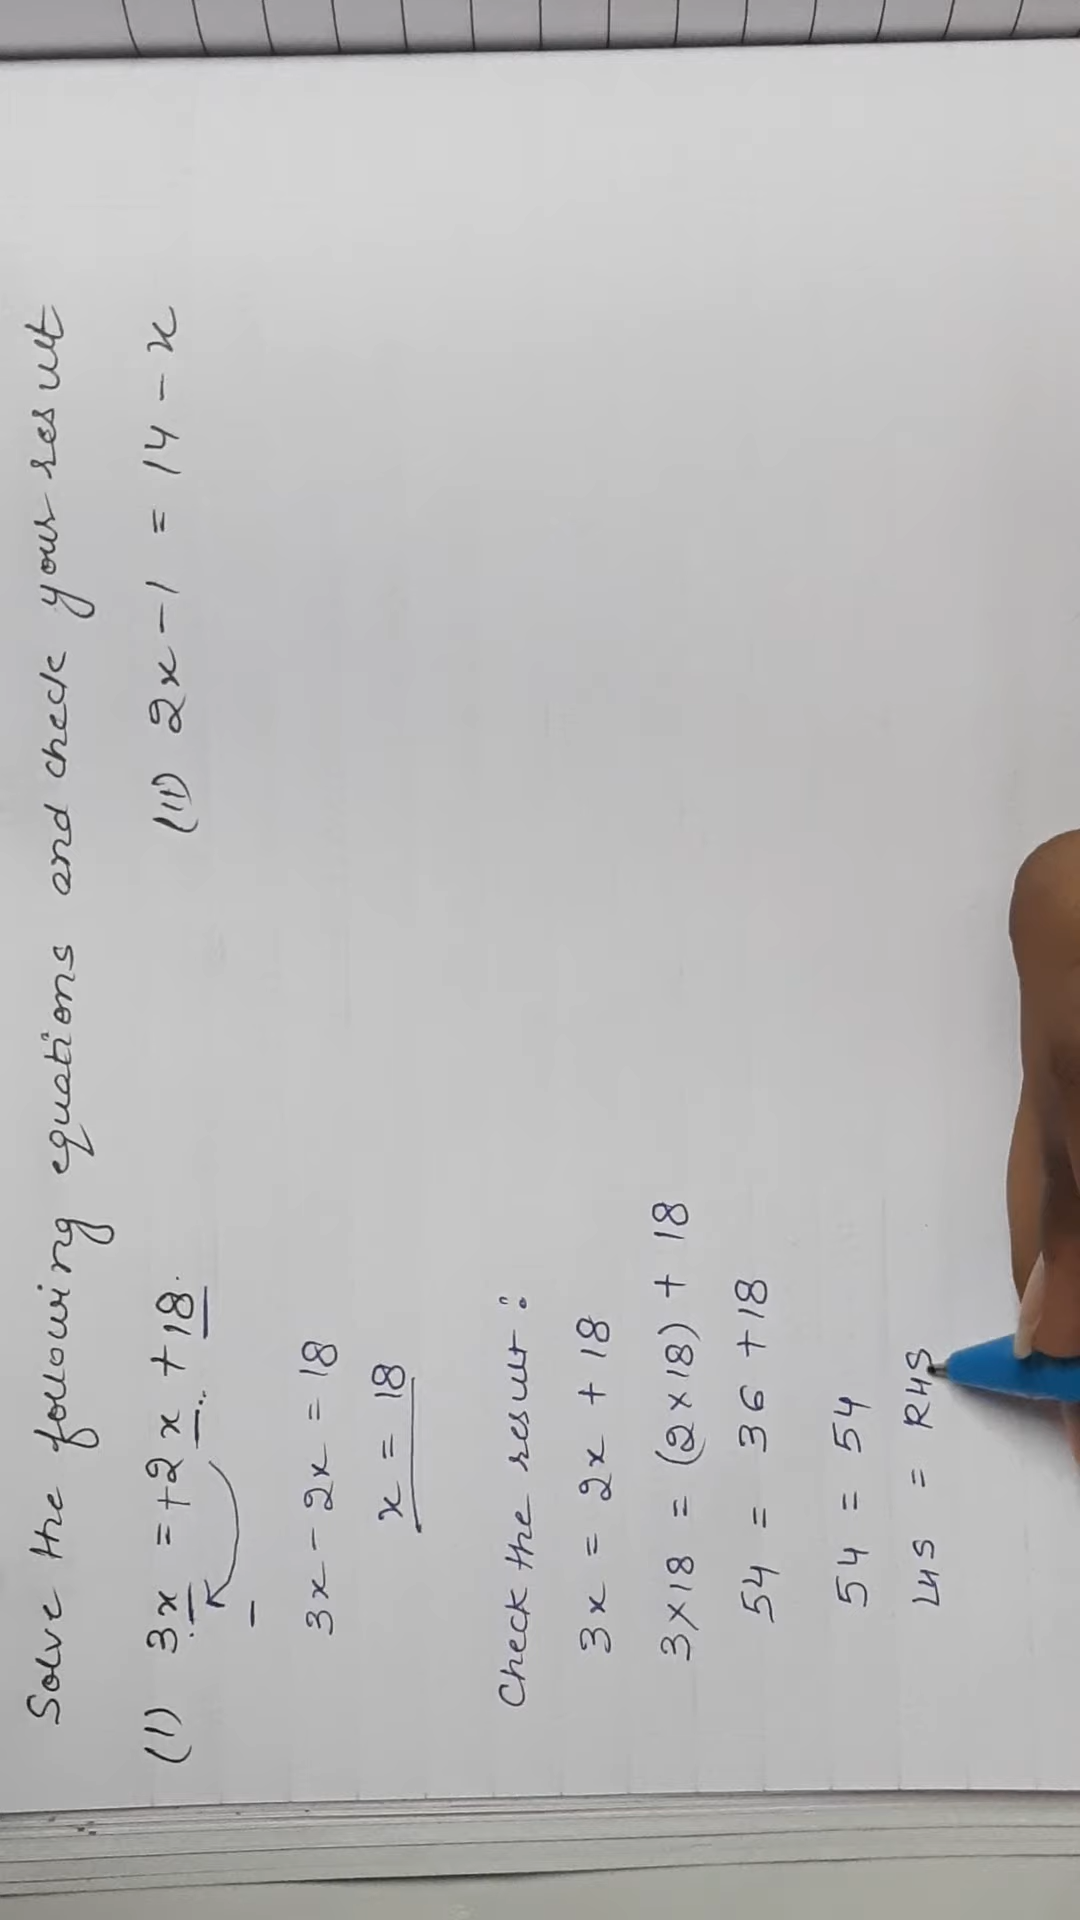 Solve the following equations and check your result
(I) 3x = +2x + 18.
(II) 2x - 1 = 14 - x
-
3x - 2x = 18
x = 18
Check the result :
3x = 2x + 18
3×18 = (2×18) + 18
54 = 36 + 18
54 = 54
LHS = RHS